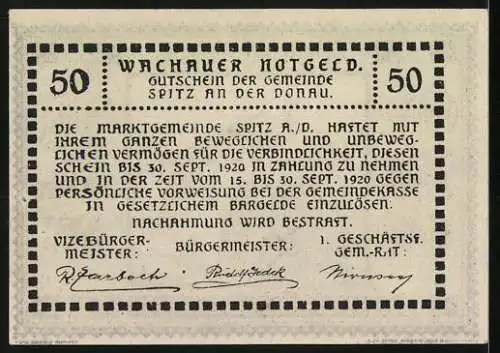 WACHAUER NOTGELD.
50 GUTSCHEIN DER GEMEINDE 50
SPITZ AN DER DONAU.
DIE MARKTGEMEINDE SPITZ A./D. HAFTET MIT
IHREM GANZEN BEWEGLICHEN UND UNBEWEG-
LICHEN VERMÖGEN FÜR DIE VERBINDLICHKEIT, DIESEN
SCHEIN BIS 30. SEPT. 1920 IN ZAHLUNG ZU NEHMEN
UND IN DER ZEIT VOM 15. BIS 30. SEPT. 1920 GEGEN
PERSÖNLICHE VORWEISUNG BEI DER GEMEINDEKASSE
IN GESETZLICHEM BARGELDE EINZULÖSEN.
NACHAHMUNG WIRD BESTRAFT.
VIZEBÜRGER- BÜRGERMEISTER: 1. GESCHÄFTSF.
MEISTER: GEM.-RAT: